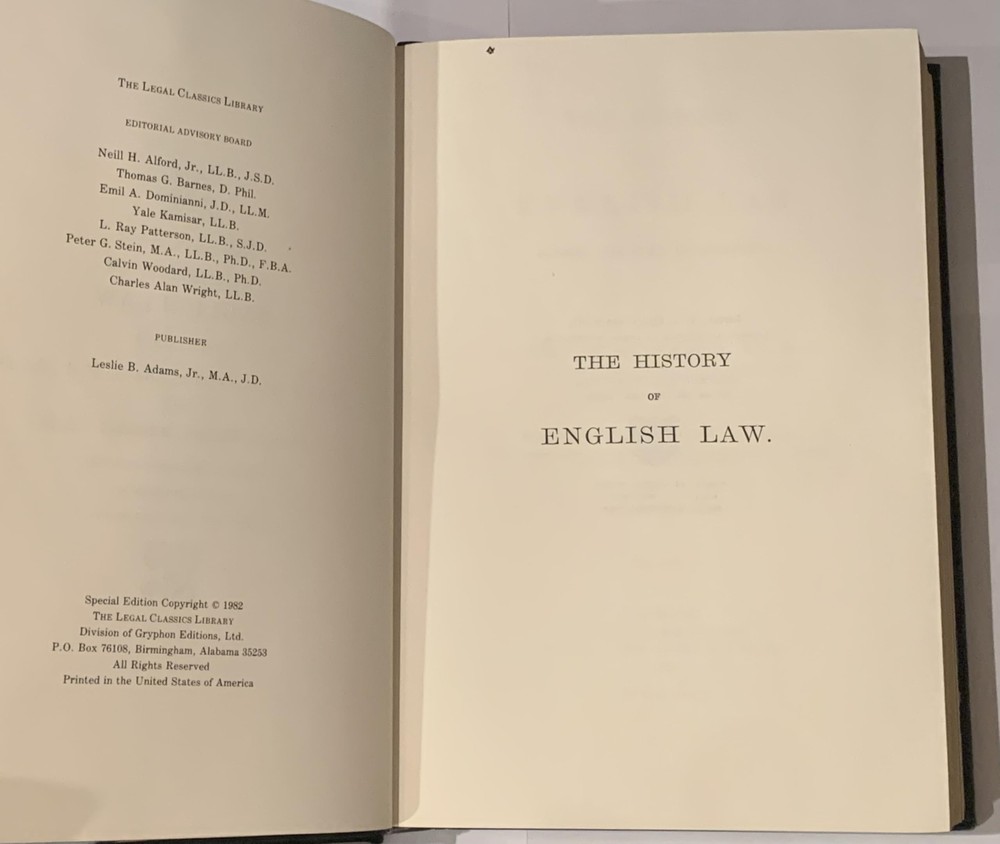 THE LEGAL CLASSICS LIBRARY
EDITORIAL ADVISORY BOARD
Neill H. Alford, Jr., LL.B., J.S.D.
Thomas G. Barnes, D. Phil.
Emil A. Dominianni, J.D., LL.M.
Yale Kamisar, LL.B.
L. Ray Patterson, LL.B., S.J.D.
Peter G. Stein, M.A., LL.B., Ph.D., F.B.A.
Calvin Woodard, LL.B., Ph.D.
Charles Alan Wright, LL.B.
PUBLISHER
Leslie B. Adams, Jr., M.A., J.D.
Special Edition Copyright © 1982
THE LEGAL CLASSICS LIBRARY
Division of Gryphon Editions, Ltd.
P.O. Box 76108, Birmingham, Alabama 35253
All Rights Reserved
Printed in the United States of America
THE HISTORY
OF
ENGLISH LAW.